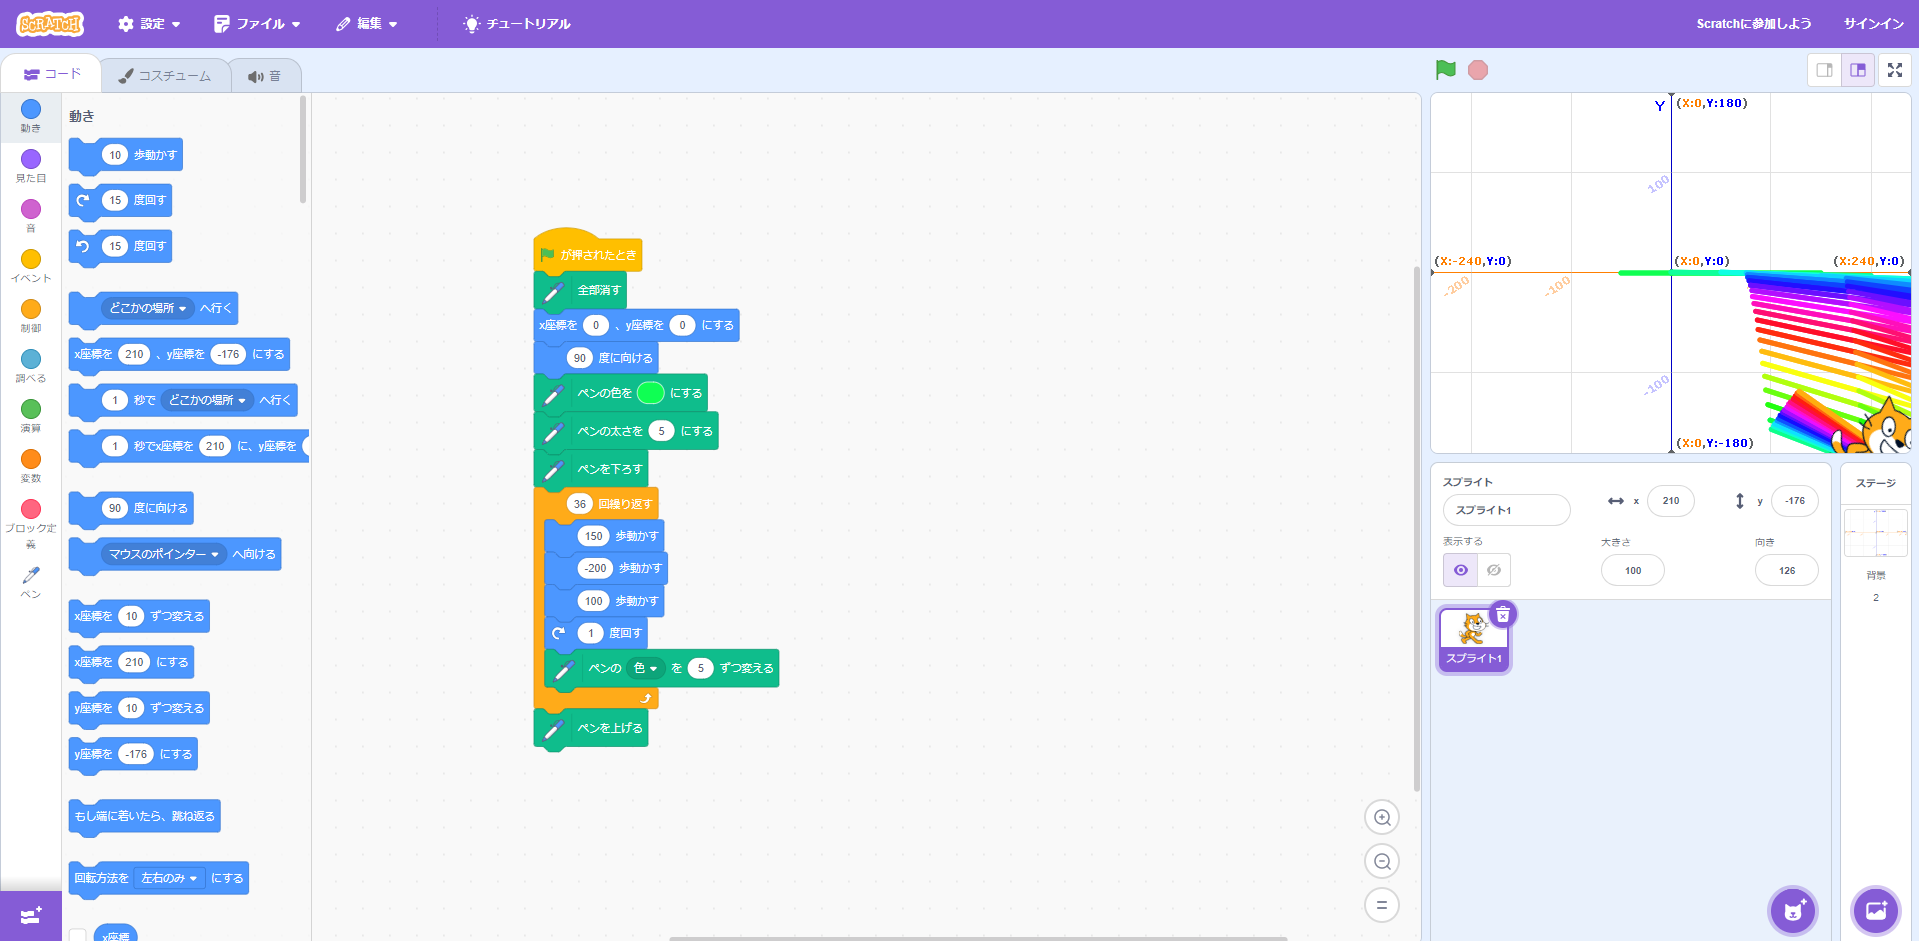 SCRATCH
設定
ファイル
編集
チュートリアル
Scratchに参加しよう
サインイン
コード
コスチューム
音
動き
見た目
音
イベント
制御
調べる
演算
変数
ブロック定
義
ペン
動き
10 歩動かす
15 度回す
15 度回す
どこかの場所 へ行く
x座標を 210 、y座標を -176 にする
1 秒で どこかの場所 へ行く
1 秒でx座標を 210 に、y座標を
90 度に向ける
マウスのポインター へ向ける
x座標を 10 ずつ変える
x座標を 210 にする
y座標を 10 ずつ変える
y座標を -176 にする
もし端に着いたら、跳ね返る
回転方法を 左右のみ にする
x座標
が押されたとき
全部消す
x座標を 0 、y座標を 0 にする
90 度に向ける
ペンの色を にする
ペンの太さを 5 にする
ペンを下ろす
36 回繰り返す
150 歩動かす
-200 歩動かす
100 歩動かす
1 度回す
ペンの 色 を 5 ずつ変える
ペンを上げる
Y (X:0,Y:180)
100
(X:-240,Y:0) (X:0,Y:0) (X:240,Y:0)
-200 -100
-100
(X:0,Y:-180)
スプライト
スプライト1
x 210
y -176
表示する
大きさ
100
向き
126
スプライト1
ステージ
背景
2